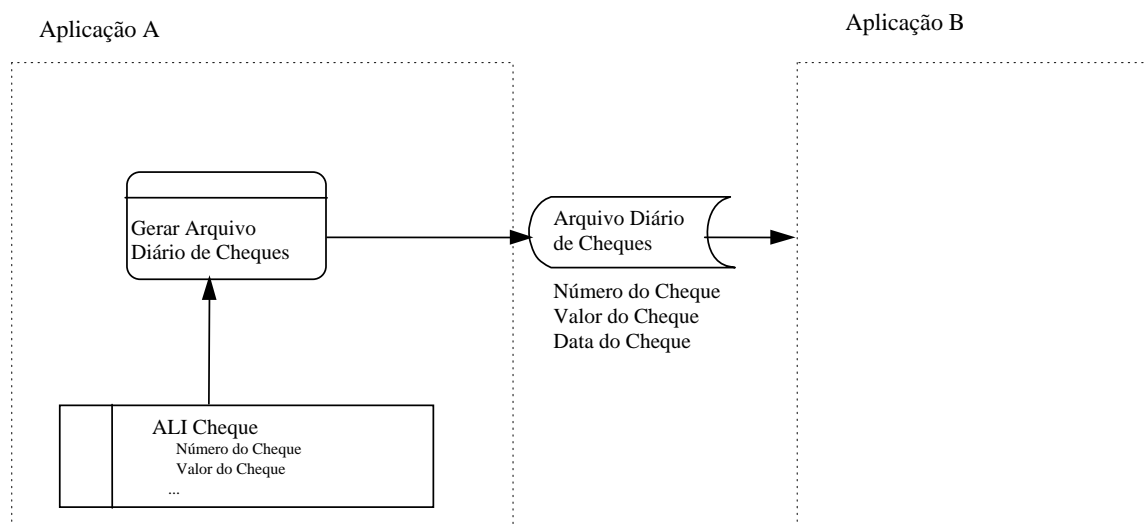 Aplicação A
Aplicação B
Gerar Arquivo
Diário de Cheques
Arquivo Diário
de Cheques
Número do Cheque
Valor do Cheque
Data do Cheque
ALI Cheque
Número do Cheque
Valor do Cheque
...